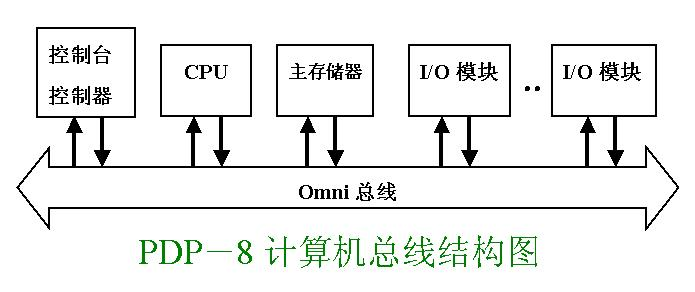 控制台
控制器
CPU
主存储器
I/O 模块
..
I/O 模块
Omni 总线
PDP－8 计算机总线结构图